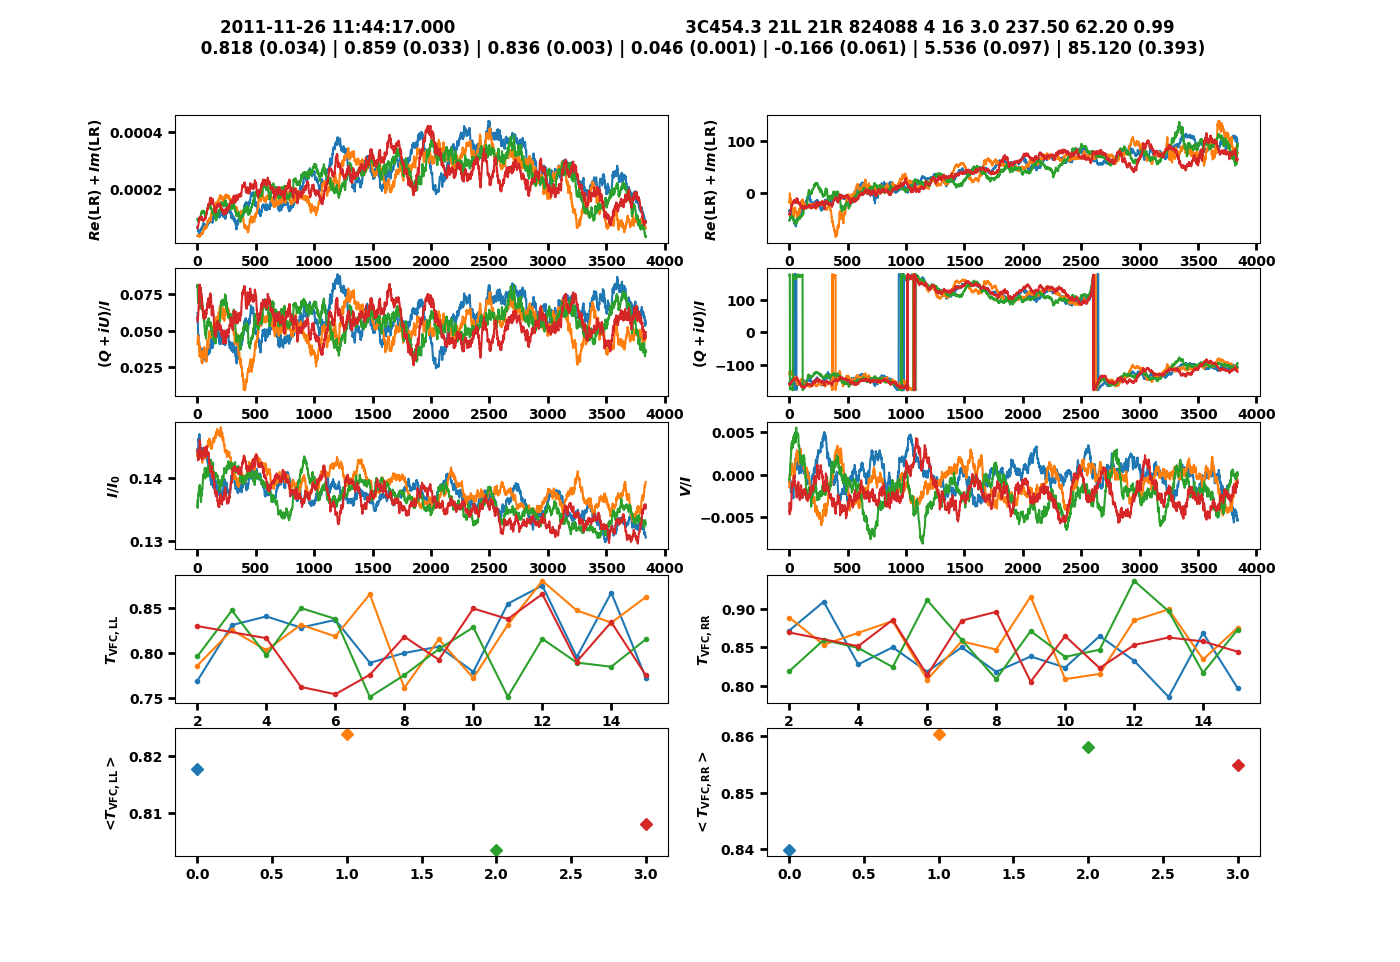 2011-11-26 11:44:17.000 3C454.3 21L 21R 824088 4 16 3.0 237.50 62.20 0.99
0.818 (0.034) | 0.859 (0.033) | 0.836 (0.003) | 0.046 (0.001) | -0.166 (0.061) | 5.536 (0.097) | 85.120 (0.393)
Re(LR) + Im(LR)
0.0004
0.0002
0 500 1000 1500 2000 2500 3000 3500 4000
Re(LR) + Im(LR)
100
0
0 500 1000 1500 2000 2500 3000 3500 4000
(Q + iU)/I
0.075
0.050
0.025
0 500 1000 1500 2000 2500 3000 3500 4000
(Q + iU)/I
100
0
−100
0 500 1000 1500 2000 2500 3000 3500 4000
I/I0
0.14
0.13
0 500 1000 1500 2000 2500 3000 3500 4000
V/I
0.005
0.000
−0.005
0 500 1000 1500 2000 2500 3000 3500 4000
TVFC, LL
0.85
0.80
0.75
2 4 6 8 10 12 14
TVFC, RR
0.90
0.85
0.80
2 4 6 8 10 12 14
<TVFC, LL >
0.82
0.81
0.0 0.5 1.0 1.5 2.0 2.5 3.0
< TVFC, RR >
0.86
0.85
0.84
0.0 0.5 1.0 1.5 2.0 2.5 3.0